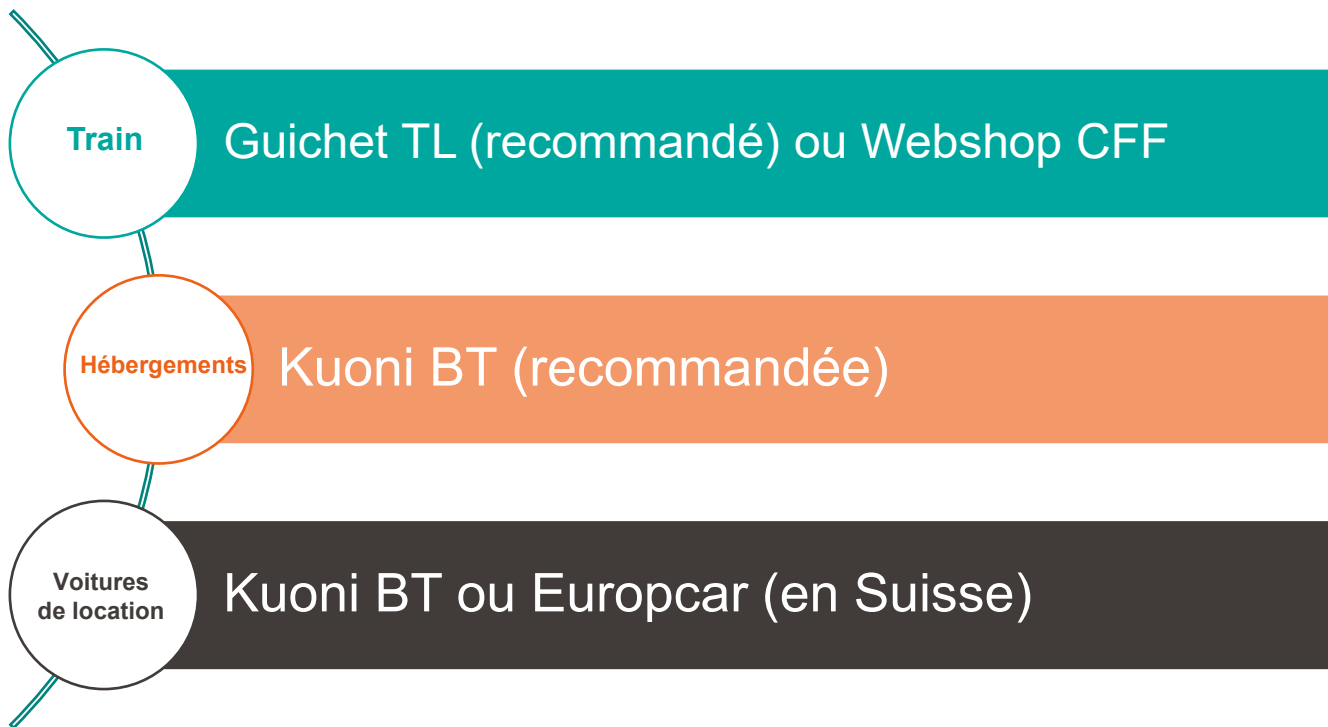 Train
Guichet TL (recommandé) ou Webshop CFF
Hébergements
Kuoni BT (recommandée)
Voitures
de location
Kuoni BT ou Europcar (en Suisse)